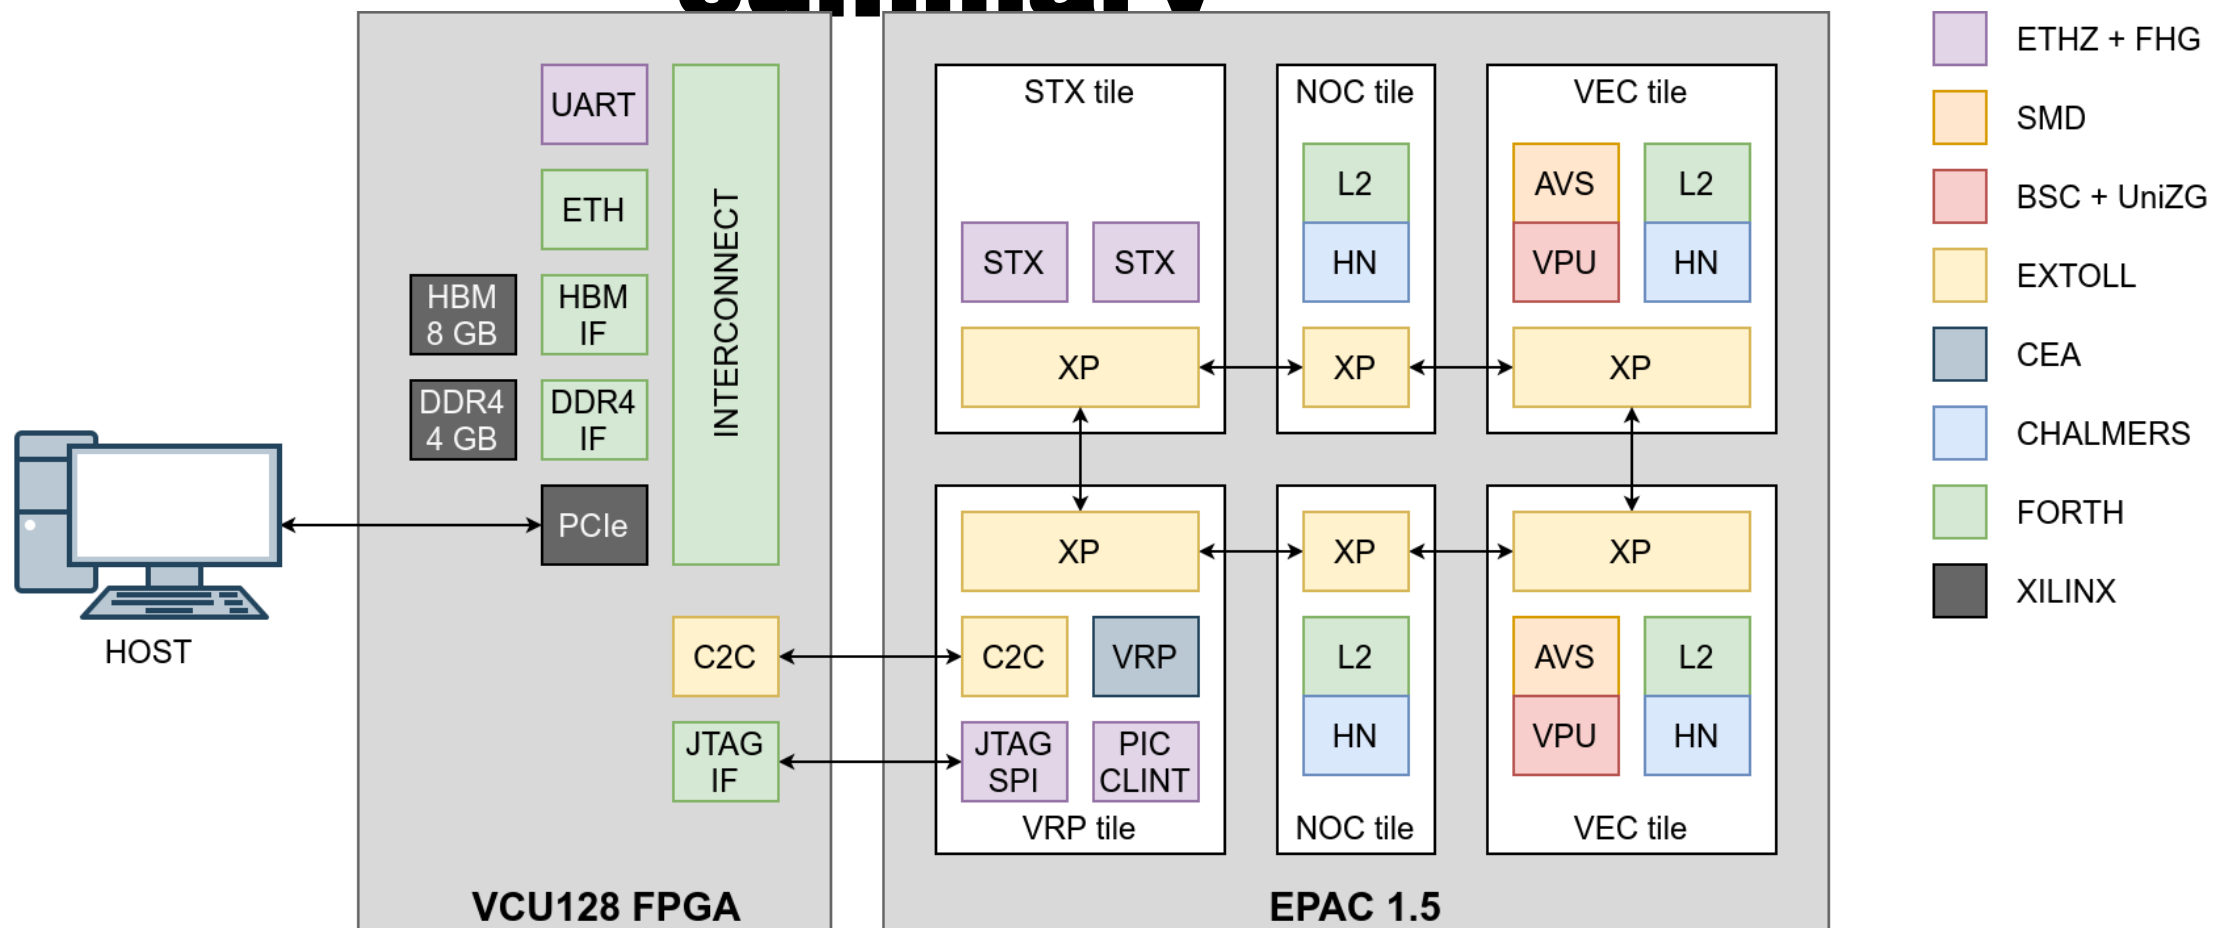 UART
ETH
HBM
8 GB
HBM
IF
DDR4
4 GB
DDR4
IF
PCIe
INTERCONNECT
C2C
JTAG
IF
HOST
VCU128 FPGA
STX tile
STX
STX
XP
NOC tile
L2
HN
XP
VEC tile
AVS
L2
VPU
HN
XP
XP
C2C
VRP
JTAG
SPI
PIC
CLINT
VRP tile
XP
L2
HN
NOC tile
XP
AVS
L2
VPU
HN
VEC tile
EPAC 1.5
ETHZ + FHG
SMD
BSC + UniZG
EXTOLL
CEA
CHALMERS
FORTH
XILINX